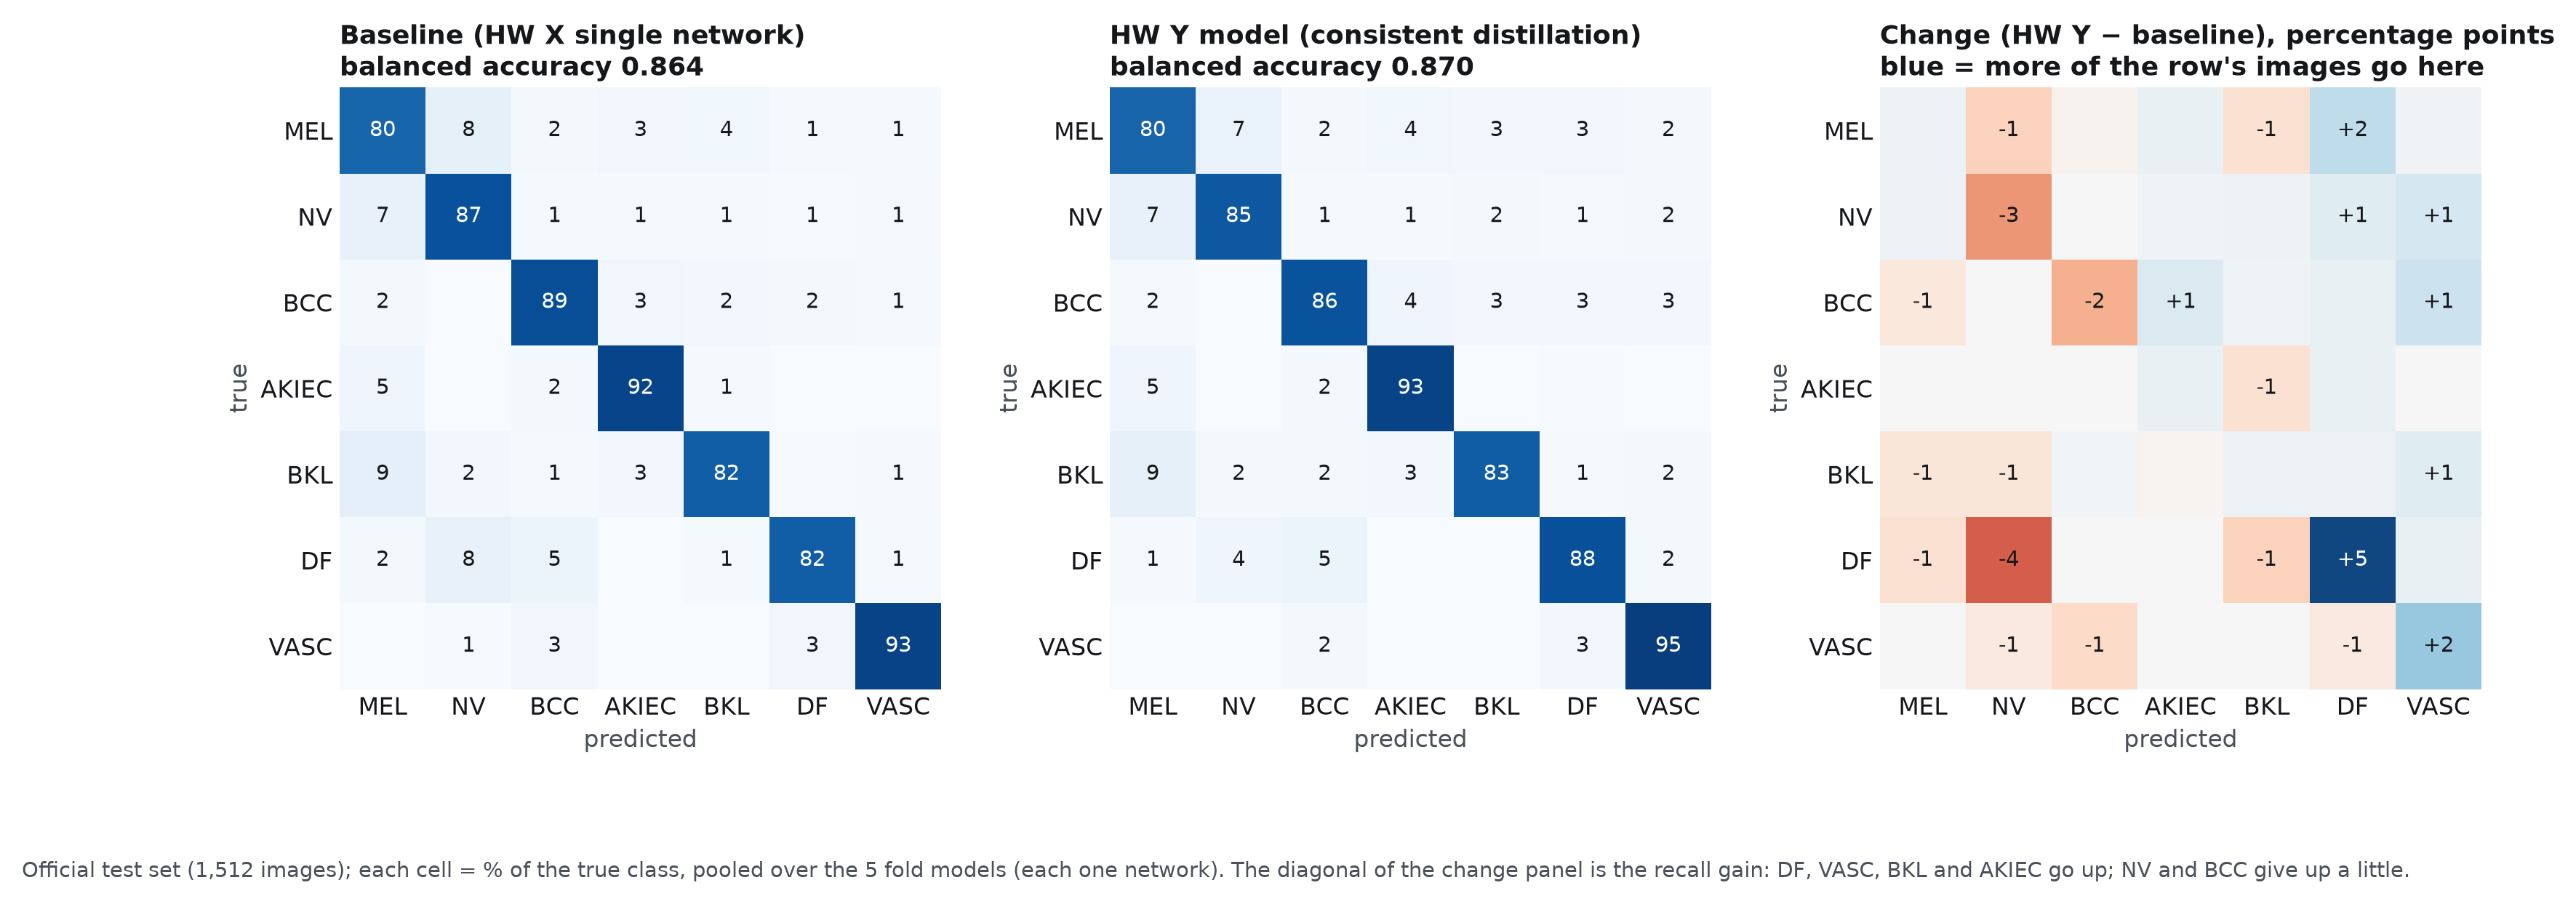 Baseline (HW X single network)
balanced accuracy 0.864
MEL 80 8 2 3 4 1 1
NV 7 87 1 1 1 1 1
BCC 2 89 3 2 2 1
AKIEC 5 2 92 1
BKL 9 2 1 3 82 1
DF 2 8 5 1 82 1
VASC 1 3 3 93
MEL NV BCC AKIEC BKL DF VASC
predicted
true
HW Y model (consistent distillation)
balanced accuracy 0.870
MEL 80 7 2 4 3 3 2
NV 7 85 1 1 2 1 2
BCC 2 86 4 3 3 3
AKIEC 5 2 93
BKL 9 2 2 3 83 1 2
DF 1 4 5 88 2
VASC 2 3 95
MEL NV BCC AKIEC BKL DF VASC
predicted
true
Change (HW Y − baseline), percentage points
blue = more of the row's images go here
MEL -1 -1 +2
NV -3 +1 +1
BCC -1 -2 +1 +1
AKIEC -1
BKL -1 -1 +1
DF -1 -4 -1 +5
VASC -1 -1 -1 +2
MEL NV BCC AKIEC BKL DF VASC
predicted
true
Official test set (1,512 images); each cell = % of the true class, pooled over the 5 fold models (each one network). The diagonal of the change panel is the recall gain: DF, VASC, BKL and AKIEC go up; NV and BCC give up a little.